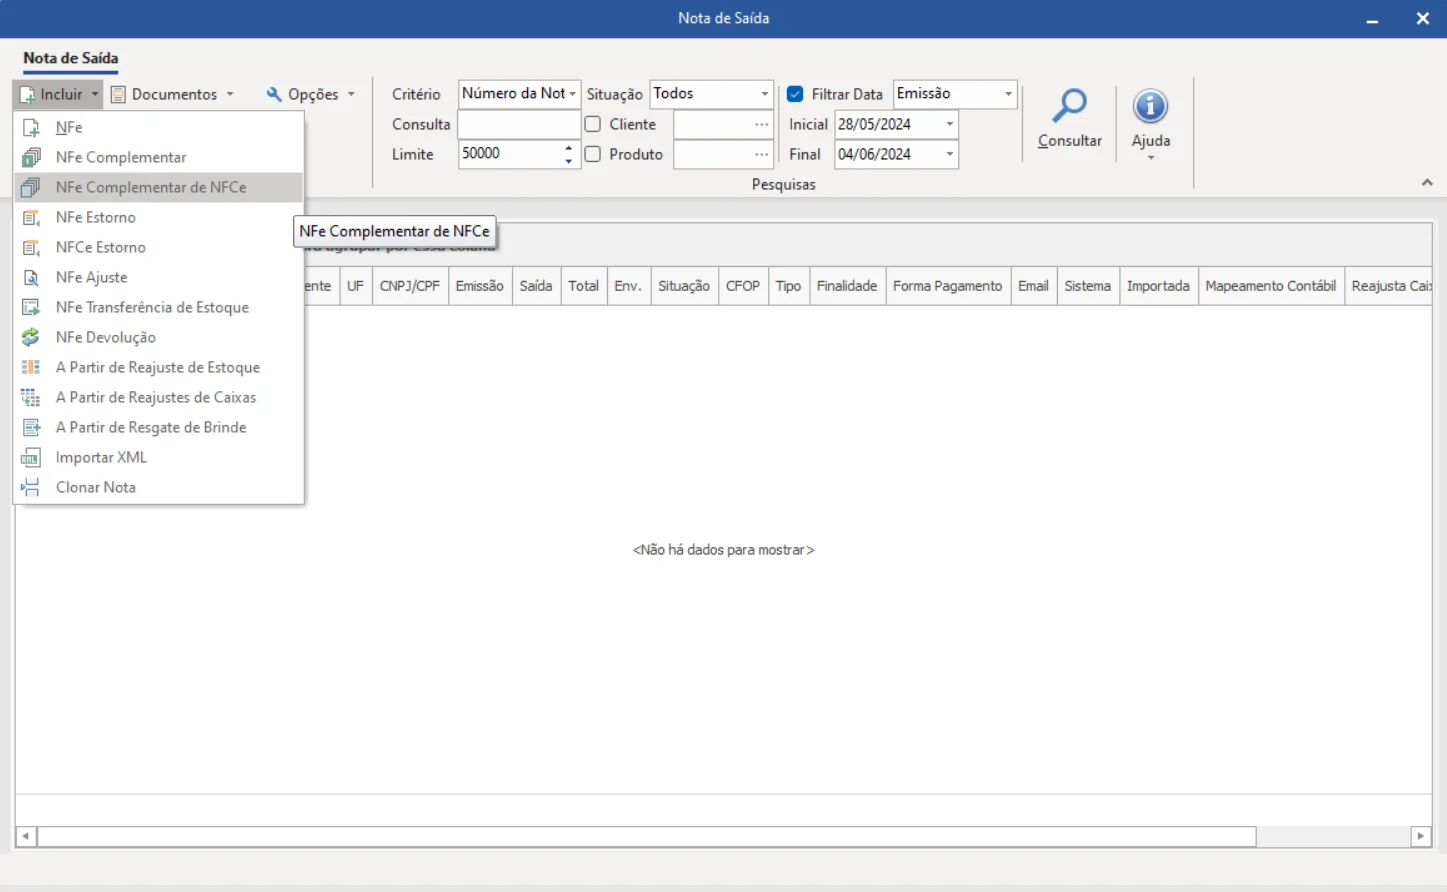 Nota de Saída
Nota de Saída
Incluir Documentos Opções
Critério Número da Not Situação Todos Filtrar Data Emissão
Consulta Cliente Inicial 28/05/2024
Limite 50000 Produto Final 04/06/2024
Consultar
Ajuda
Pesquisas
NFe
NFe Complementar
NFe Complementar de NFCe
NFe Estorno
NFCe Estorno
NFe Ajuste
NFe Transferência de Estoque
NFe Devolução
A Partir de Reajuste de Estoque
A Partir de Reajustes de Caixas
A Partir de Resgate de Brinde
Importar XML
Clonar Nota
NFe Complementar de NFCe
ente UF CNPJ/CPF Emissão Saída Total Env. Situação CFOP Tipo Finalidade Forma Pagamento Email Sistema Importada Mapeamento Contábil Reajusta Caix
<Não há dados para mostrar>